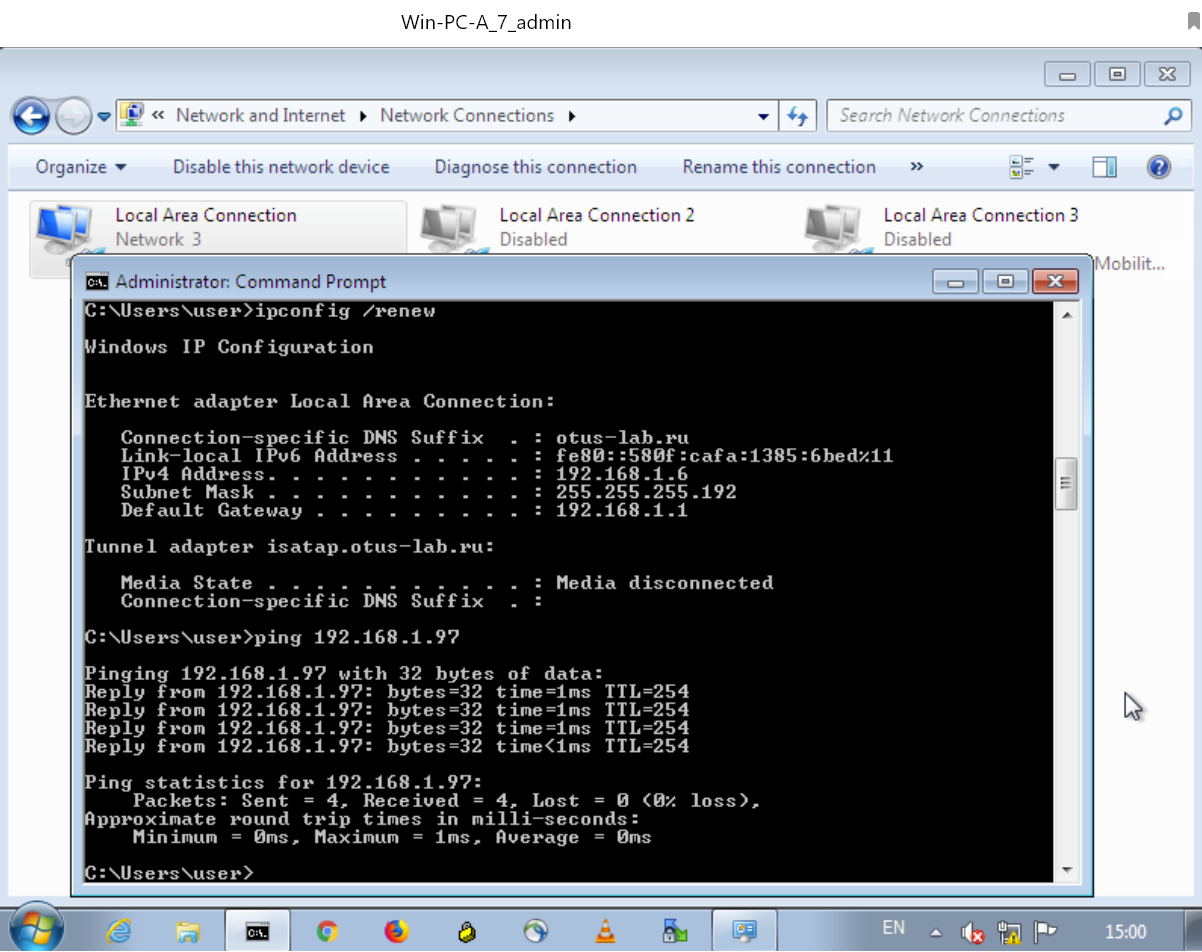 Win-PC-A_7_admin
« Network and Internet Network Connections
Search Network Connections
Organize Disable this network device Diagnose this connection Rename this connection »
Local Area Connection
Network 3
Local Area Connection 2
Disabled
Local Area Connection 3
Disabled
Mobilit...
Administrator: Command Prompt
C:\Users\user>ipconfig /renew
Windows IP Configuration
Ethernet adapter Local Area Connection:
Connection-specific DNS Suffix . : otus-lab.ru
Link-local IPv6 Address . . . . . : fe80::580f:cafa:1385:6bed%11
IPv4 Address. . . . . . . . . . . : 192.168.1.6
Subnet Mask . . . . . . . . . . . : 255.255.255.192
Default Gateway . . . . . . . . . : 192.168.1.1
Tunnel adapter isatap.otus-lab.ru:
Media State . . . . . . . . . . . : Media disconnected
Connection-specific DNS Suffix . :
C:\Users\user>ping 192.168.1.97
Pinging 192.168.1.97 with 32 bytes of data:
Reply from 192.168.1.97: bytes=32 time=1ms TTL=254
Reply from 192.168.1.97: bytes=32 time=1ms TTL=254
Reply from 192.168.1.97: bytes=32 time=1ms TTL=254
Reply from 192.168.1.97: bytes=32 time<1ms TTL=254
Ping statistics for 192.168.1.97:
Packets: Sent = 4, Received = 4, Lost = 0 (0% loss),
Approximate round trip times in milli-seconds:
Minimum = 0ms, Maximum = 1ms, Average = 0ms
C:\Users\user>
EN 15:00